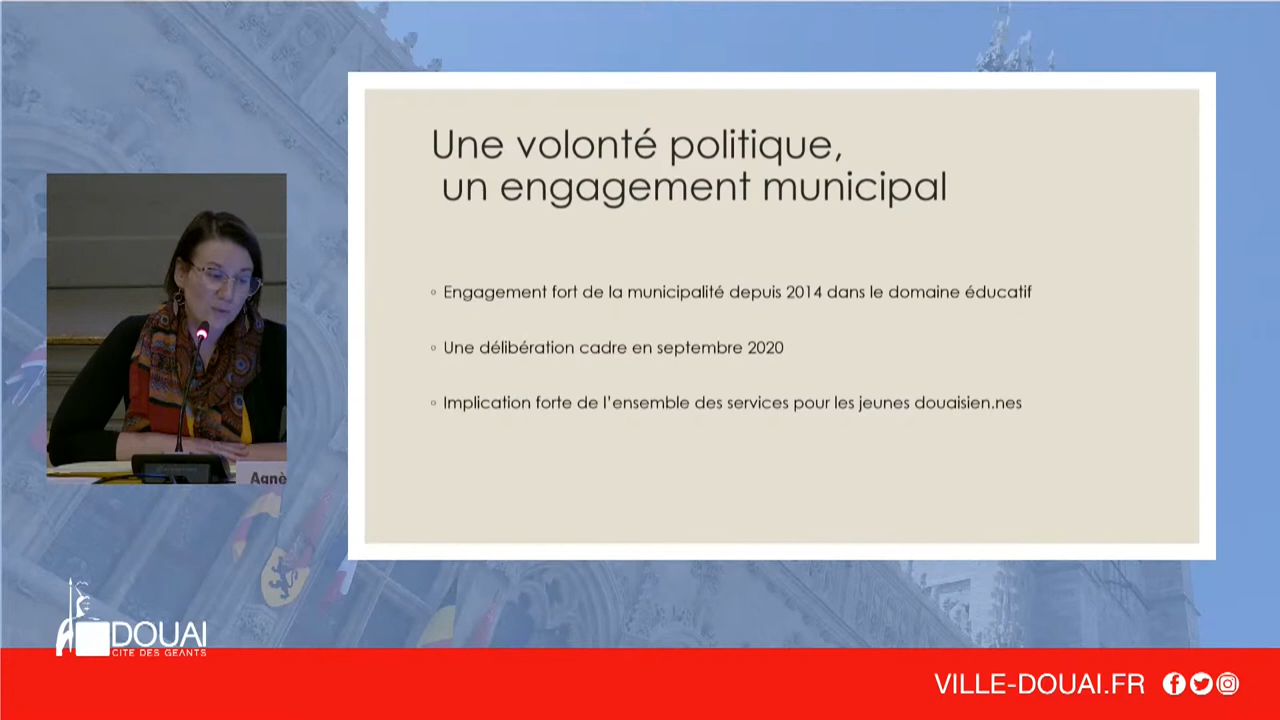 Une volonté politique,
un engagement municipal
◦ Engagement fort de la municipalité depuis 2014 dans le domaine éducatif
◦ Une délibération cadre en septembre 2020
◦ Implication forte de l'ensemble des services pour les jeunes douaisien.nes
Agnè
DOUAI
CITE DES GEANTS
VILLE-DOUAI.FR